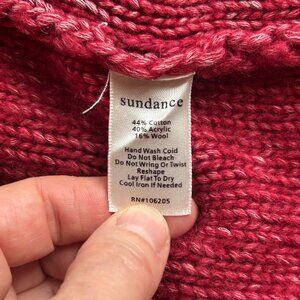 sundance
44% Cotton
40% Acrylic
16% Wool
Hand Wash Cold
Do Not Bleach
Do Not Wring Or Twist
Reshape
Lay Flat To Dry
Cool Iron If Needed
RN#106205